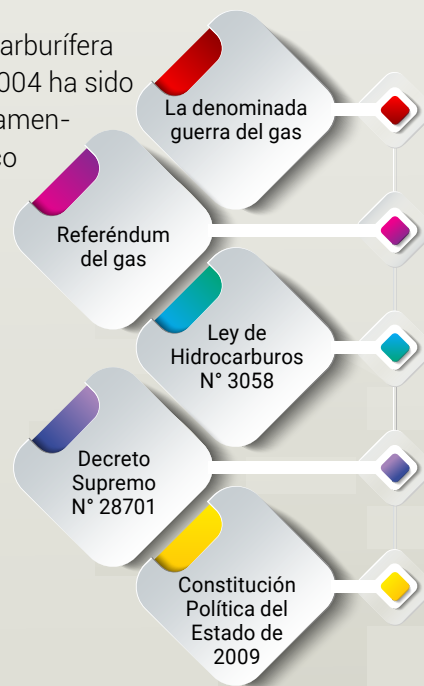 arburífera
004 ha sido
amen-
co
La denominada
guerra del gas
Referéndum
del gas
Ley de
Hidrocarburos
N° 3058
Decreto
Supremo
N° 28701
Constitución
Política del
Estado de
2009